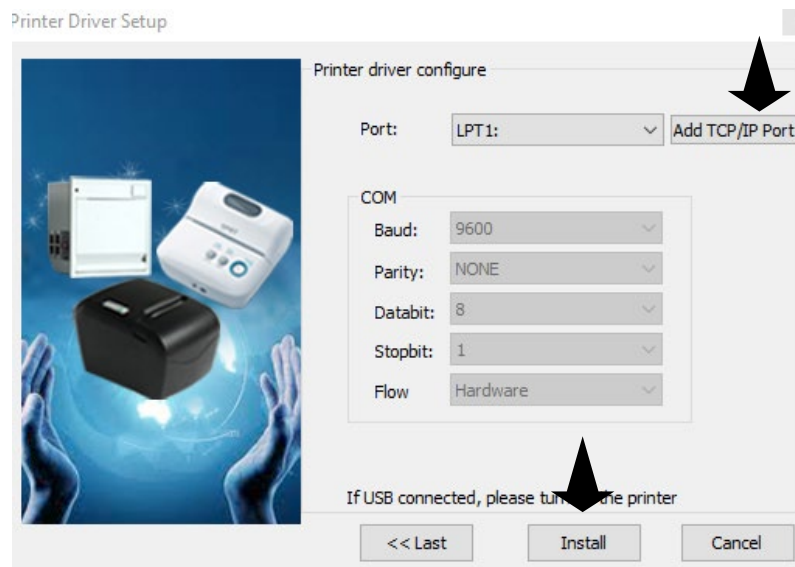 Printer Driver Setup
Printer driver configure
Port: LPT1: Add TCP/IP Port
COM
Baud: 9600
Parity: NONE
Databit: 8
Stopbit: 1
Flow Hardware
If USB connected, please the printer
<< Last Install Cancel